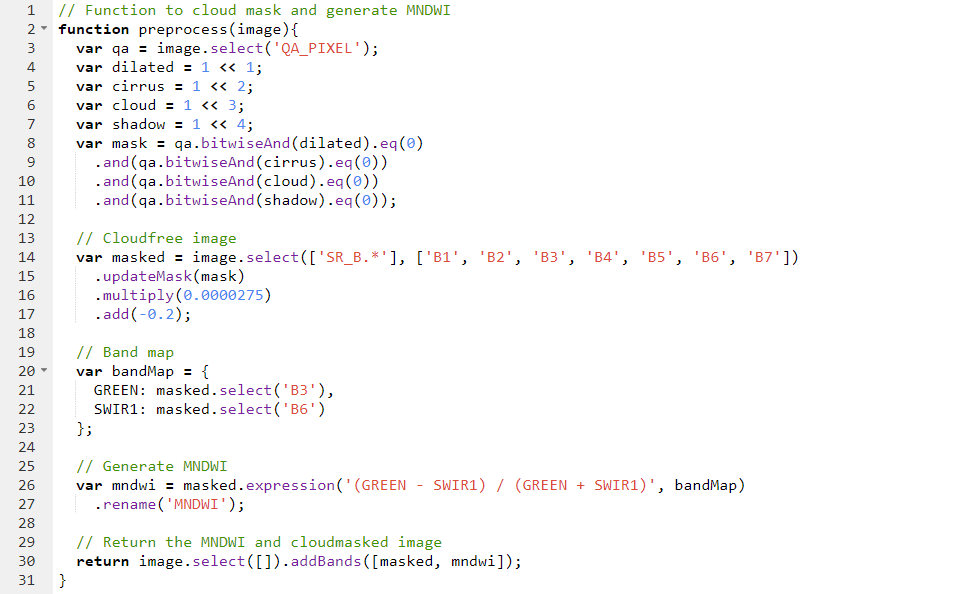 1 // Function to cloud mask and generate MNDWI
2 function preprocess(image){
3   var qa = image.select('QA_PIXEL');
4   var dilated = 1 << 1;
5   var cirrus = 1 << 2;
6   var cloud = 1 << 3;
7   var shadow = 1 << 4;
8   var mask = qa.bitwiseAnd(dilated).eq(0)
9     .and(qa.bitwiseAnd(cirrus).eq(0))
10     .and(qa.bitwiseAnd(cloud).eq(0))
11     .and(qa.bitwiseAnd(shadow).eq(0));
12
13   // Cloudfree image
14   var masked = image.select(['SR_B.*'], ['B1', 'B2', 'B3', 'B4', 'B5', 'B6', 'B7'])
15     .updateMask(mask)
16     .multiply(0.0000275)
17     .add(-0.2);
18
19   // Band map
20   var bandMap = {
21     GREEN: masked.select('B3'),
22     SWIR1: masked.select('B6')
23   };
24
25   // Generate MNDWI
26   var mndwi = masked.expression('(GREEN - SWIR1) / (GREEN + SWIR1)', bandMap)
27     .rename('MNDWI');
28
29   // Return the MNDWI and cloudmasked image
30   return image.select([]).addBands([masked, mndwi]);
31 }